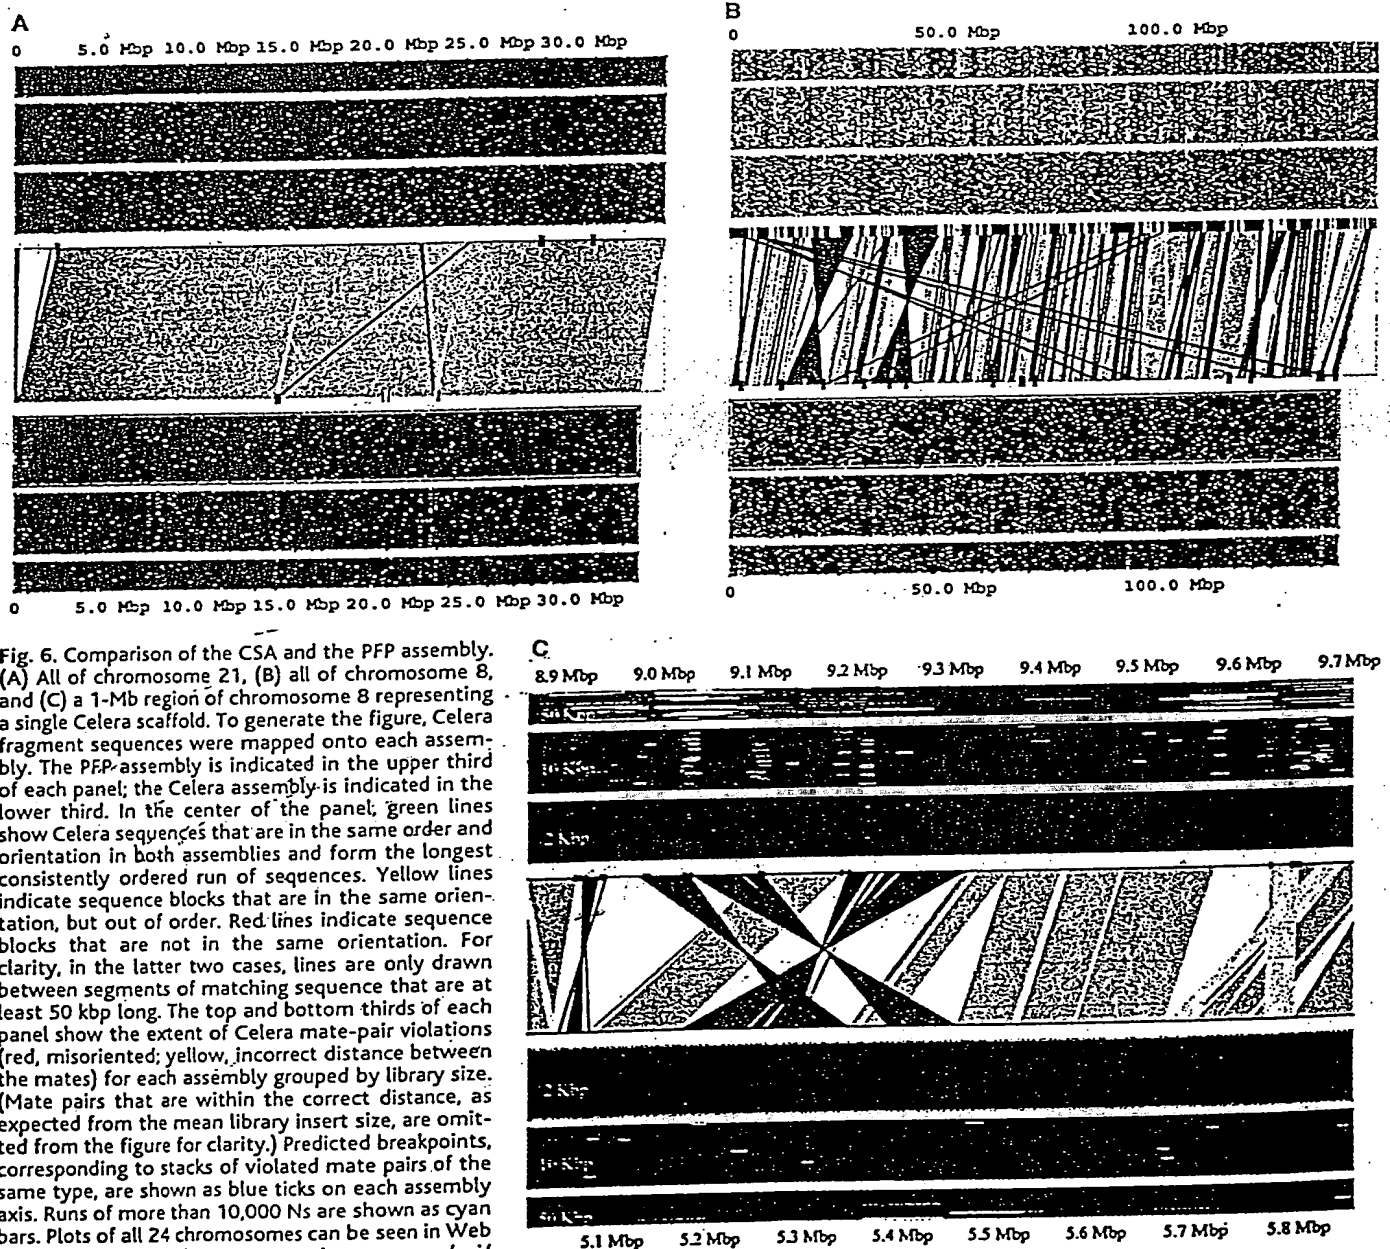 A
0 5.0 Mbp 10.0 Mbp 15.0 Mbp 20.0 Mbp 25.0 Mbp 30.0 Mbp
0 5.0 Mbp 10.0 Mbp 15.0 Mbp 20.0 Mbp 25.0 Mbp 30.0 Mbp
B
0 50.0 Mbp 100.0 Mbp
0 50.0 Mbp 100.0 Mbp
Fig. 6. Comparison of the CSA and the PFP assembly.
(A) All of chromosome 21, (B) all of chromosome 8,
and (C) a 1-Mb region of chromosome 8 representing
a single Celera scaffold. To generate the figure, Celera
fragment sequences were mapped onto each assem-
bly. The PFP assembly is indicated in the upper third
of each panel; the Celera assembly is indicated in the
lower third. In the center of the panel, green lines
show Celera sequences that are in the same order and
orientation in both assemblies and form the longest
consistently ordered run of sequences. Yellow lines
indicate sequence blocks that are in the same orien-
tation, but out of order. Red lines indicate sequence
blocks that are not in the same orientation. For
clarity, in the latter two cases, lines are only drawn
between segments of matching sequence that are at
least 50 kbp long. The top and bottom thirds of each
panel show the extent of Celera mate-pair violations
(red, misoriented; yellow, incorrect distance between
the mates) for each assembly grouped by library size.
(Mate pairs that are within the correct distance, as
expected from the mean library insert size, are omit-
ted from the figure for clarity.) Predicted breakpoints,
corresponding to stacks of violated mate pairs of the
same type, are shown as blue ticks on each assembly
axis. Runs of more than 10,000 Ns are shown as cyan
bars. Plots of all 24 chromosomes can be seen in Web
C
8.9 Mbp 9.0 Mbp 9.1 Mbp 9.2 Mbp 9.3 Mbp 9.4 Mbp 9.5 Mbp 9.6 Mbp 9.7 Mbp
50 Kbp
10 Kbp
2 Kbp
2 Kbp
10 Kbp
50 Kbp
5.1 Mbp 5.2 Mbp 5.3 Mbp 5.4 Mbp 5.5 Mbp 5.6 Mbp 5.7 Mbp 5.8 Mbp